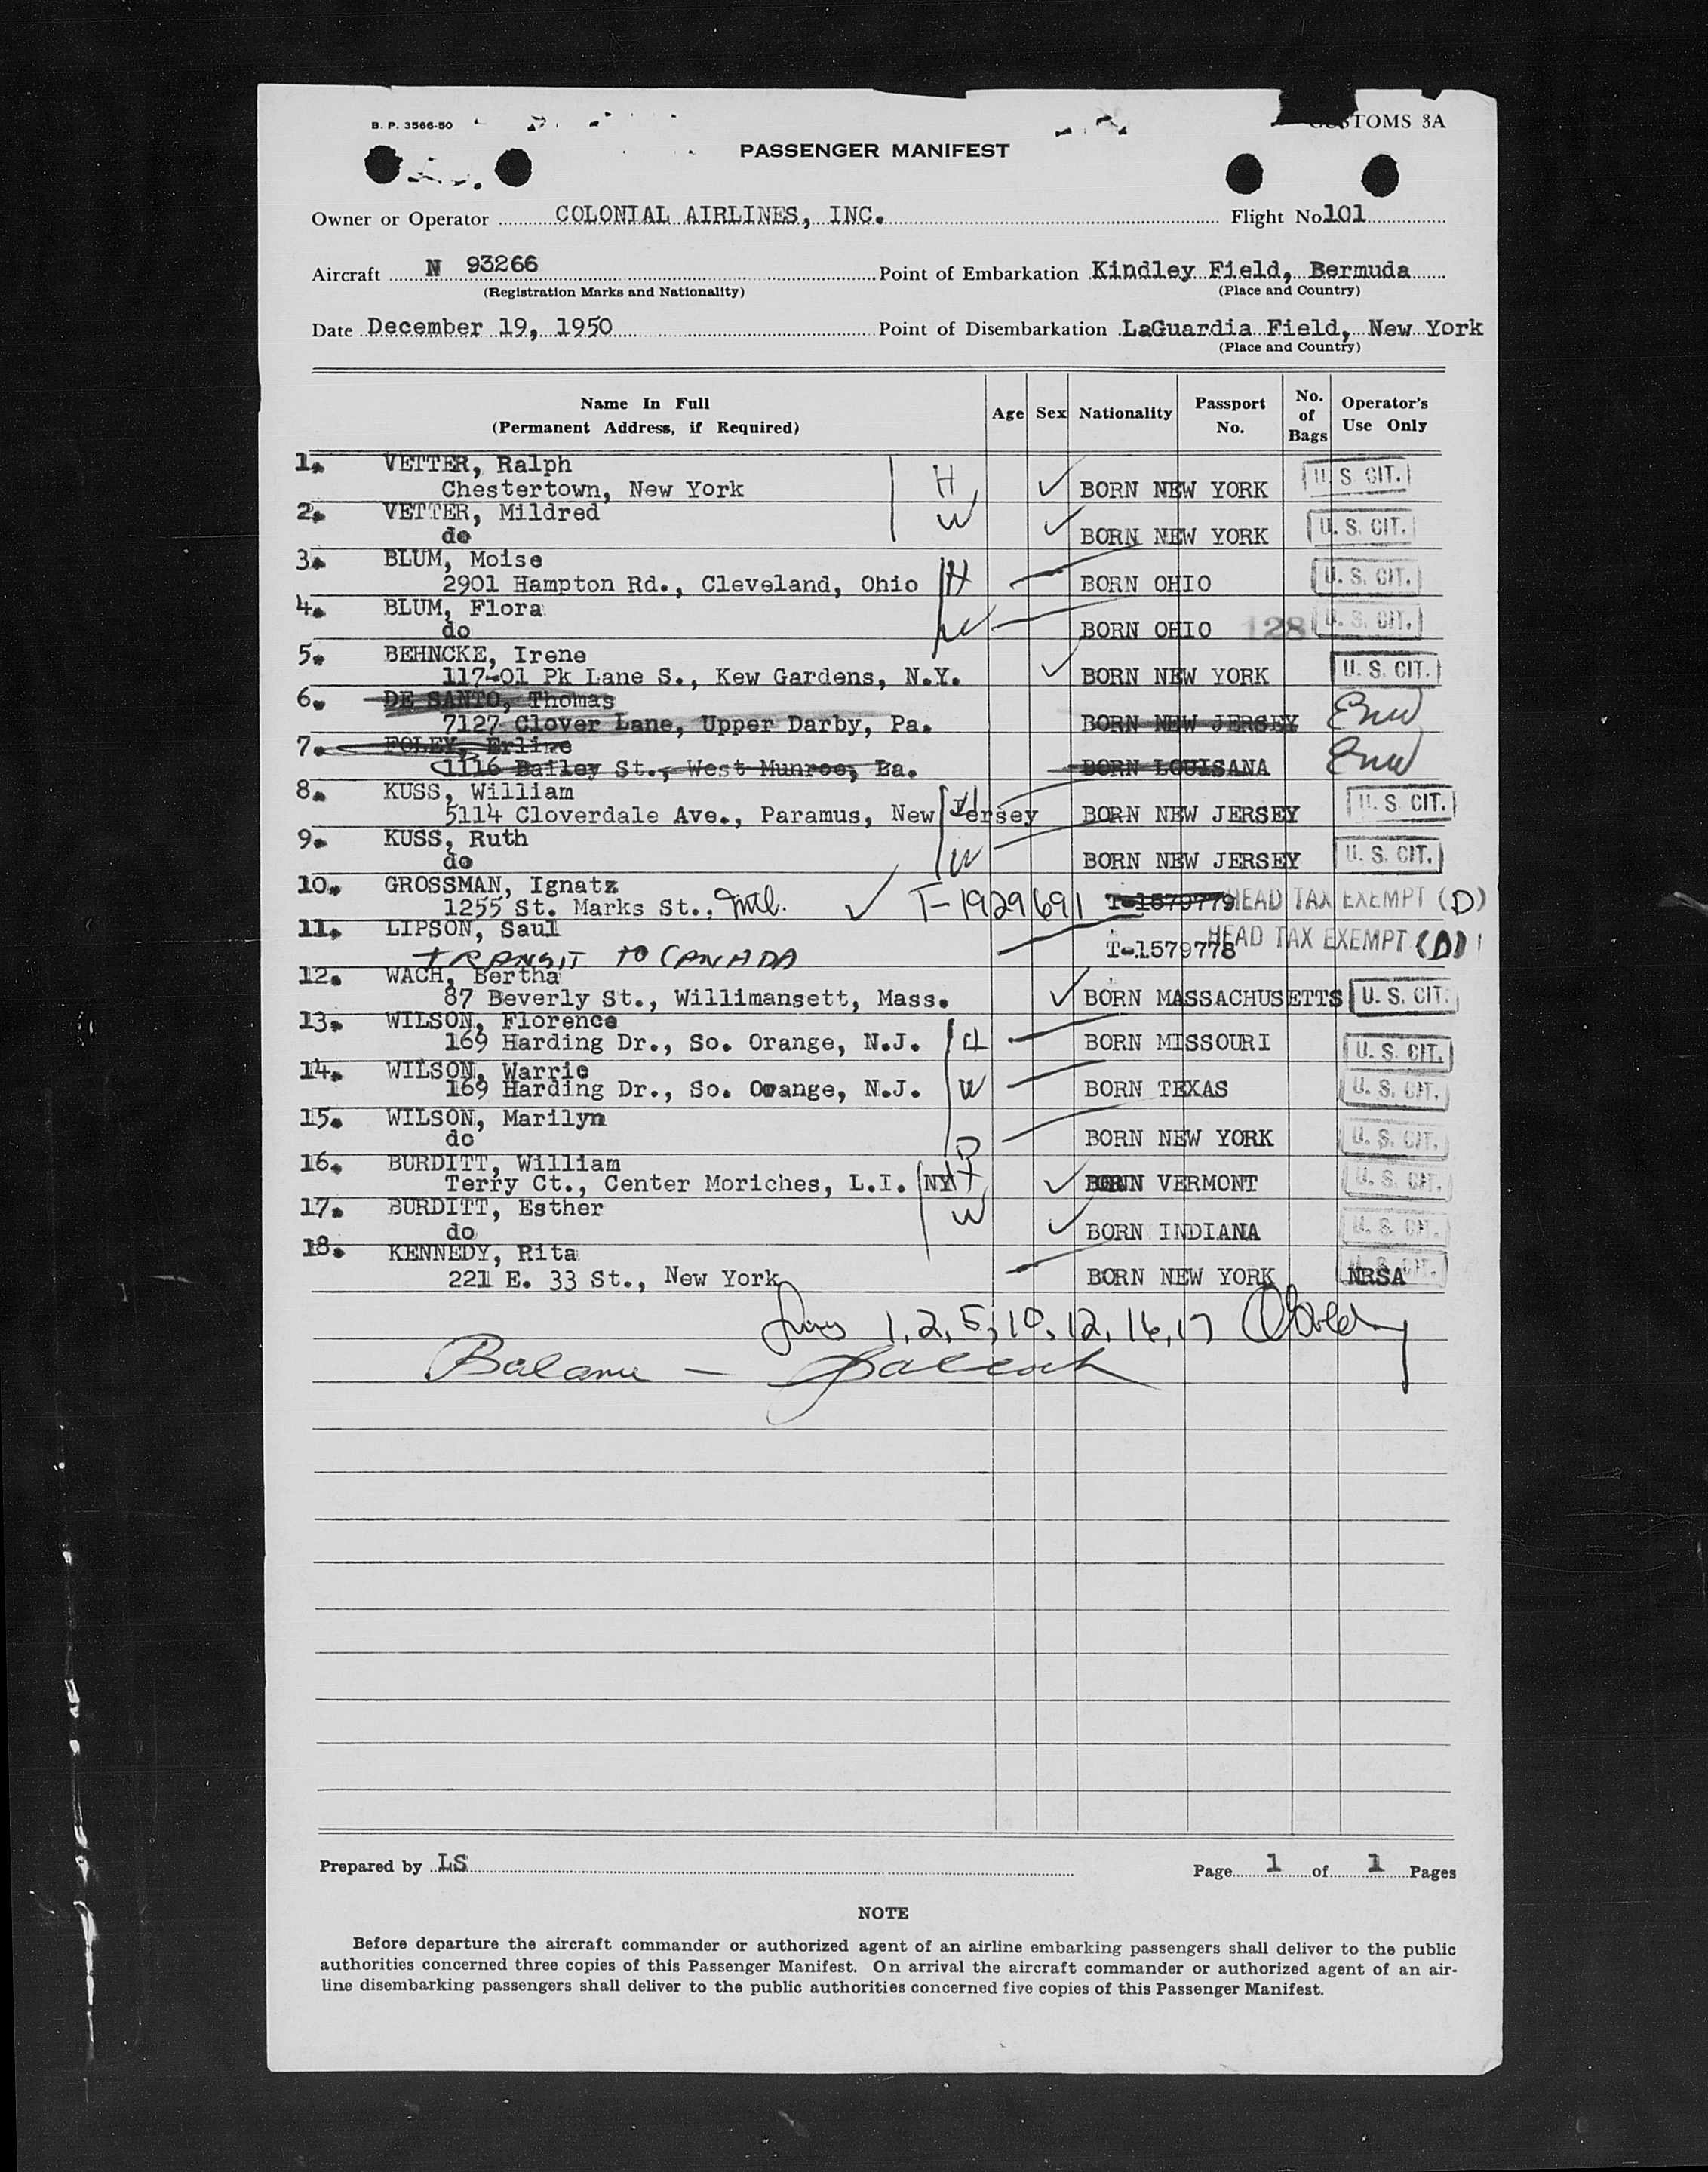 B. P. 3566-50
CUSTOMS 3A
PASSENGER MANIFEST
Owner or Operator COLONIAL AIRLINES, INC. Flight No. 101
Aircraft N 93266 Point of Embarkation Kindley Field, Bermuda
(Registration Marks and Nationality) (Place and Country)
Date December 19, 1950 Point of Disembarkation LaGuardia Field, New York
(Place and Country)
Name In Full (Permanent Address, if Required) Age Sex Nationality Passport No. No. of Bags Operator's Use Only
1. VETTER, Ralph H
Chestertown, New York BORN NEW YORK U. S. CIT.
2. VETTER, Mildred W
do BORN NEW YORK U. S. CIT.
3. BLUM, Moise
2901 Hampton Rd., Cleveland, Ohio H BORN OHIO U. S. CIT.
4. BLUM, Flora
do W BORN OHIO 128 U. S. CIT.
5. BEHNCKE, Irene
117-01 Pk Lane S., Kew Gardens, N.Y. BORN NEW YORK U. S. CIT.
6. DE SANTO, Thomas
7127 Clover Lane, Upper Darby, Pa. BORN NEW JERSEY
7. FOLEY, Erline
1116 Bailey St., West Munroe, La. BORN LOUISANA
8. KUSS, William
5114 Cloverdale Ave., Paramus, New Jersey H BORN NEW JERSEY U. S. CIT.
9. KUSS, Ruth
do W BORN NEW JERSEY U. S. CIT.
10. GROSSMAN, Ignatz
1255 St. Marks St., Mtl. T-1929691 T-1579779 HEAD TAX EXEMPT (D)
11. LIPSON, Saul
TRANSIT TO CANADA T-1579778 HEAD TAX EXEMPT (D)
12. WACH, Bertha
87 Beverly St., Willimansett, Mass. BORN MASSACHUSETTS U. S. CIT.
13. WILSON, Florence
169 Harding Dr., So. Orange, N.J. H BORN MISSOURI U. S. CIT.
14. WILSON, Warrie
169 Harding Dr., So. Orange, N.J. W BORN TEXAS U. S. CIT.
15. WILSON, Marilyn
do D BORN NEW YORK U. S. CIT.
16. BURDITT, William
Terry Ct., Center Moriches, L.I. NY H BORN VERMONT U. S. CIT.
17. BURDITT, Esther W
do BORN INDIANA U. S. CIT.
18. KENNEDY, Rita
221 E. 33 St., New York BORN NEW YORK NRSA U. S. CIT.
Lines 1, 2, 5, 10, 12, 16, 17
Balance -
Prepared by LS Page 1 of 1 Pages
NOTE
Before departure the aircraft commander or authorized agent of an airline embarking passengers shall deliver to the public
authorities concerned three copies of this Passenger Manifest. On arrival the aircraft commander or authorized agent of an air-
line disembarking passengers shall deliver to the public authorities concerned five copies of this Passenger Manifest.